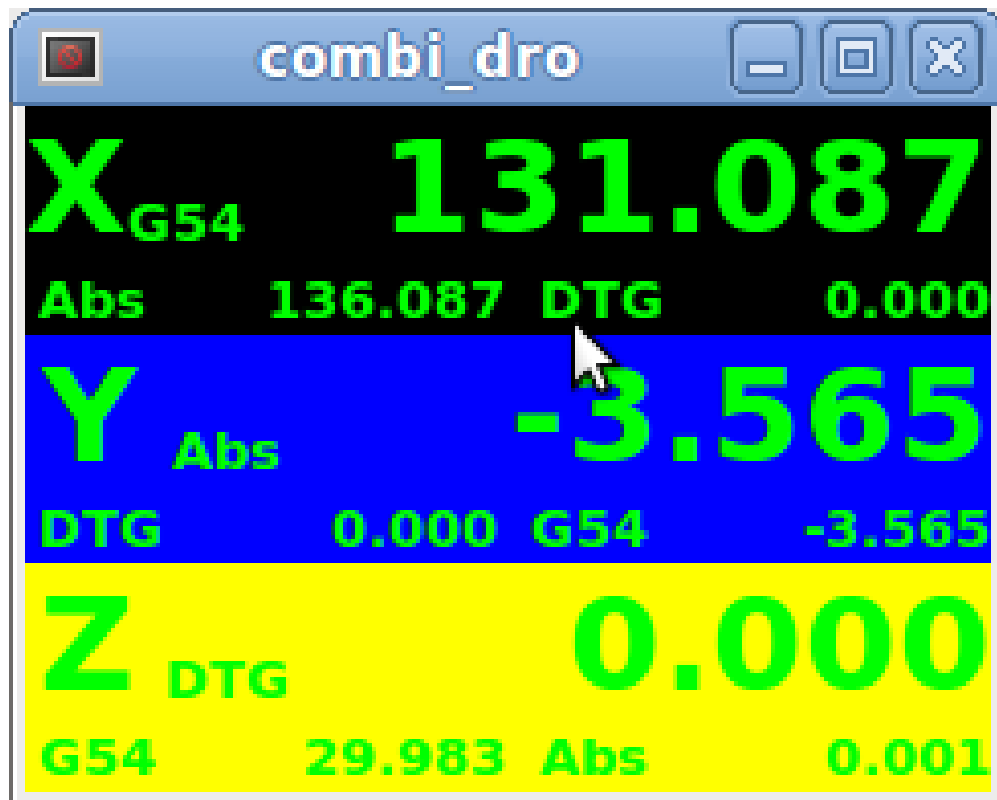 combi_dro
X G54 131.087
Abs 136.087 DTG 0.000
Y Abs -3.565
DTG 0.000 G54 -3.565
Z DTG 0.000
G54 29.983 Abs 0.001